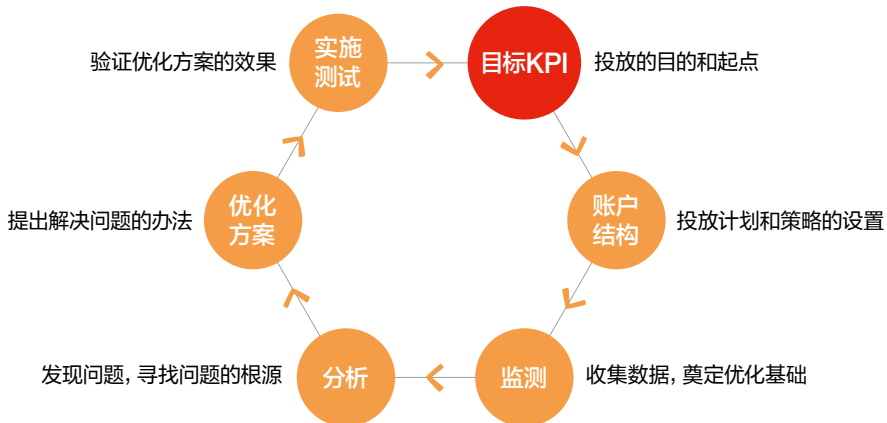 验证优化方案的效果
实施
测试
目标KPI
投放的目的和起点
提出解决问题的办法
优化
方案
账户
结构
投放计划和策略的设置
发现问题, 寻找问题的根源
分析
监测
收集数据, 奠定优化基础